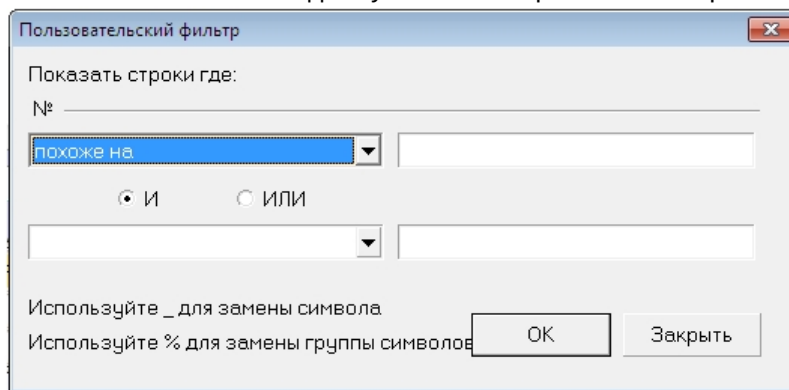 Пользовательский фильтр
Показать строки где:
№
похоже на
И ИЛИ
Используйте _ для замены символа
Используйте % для замены группы символов
ОК Закрыть